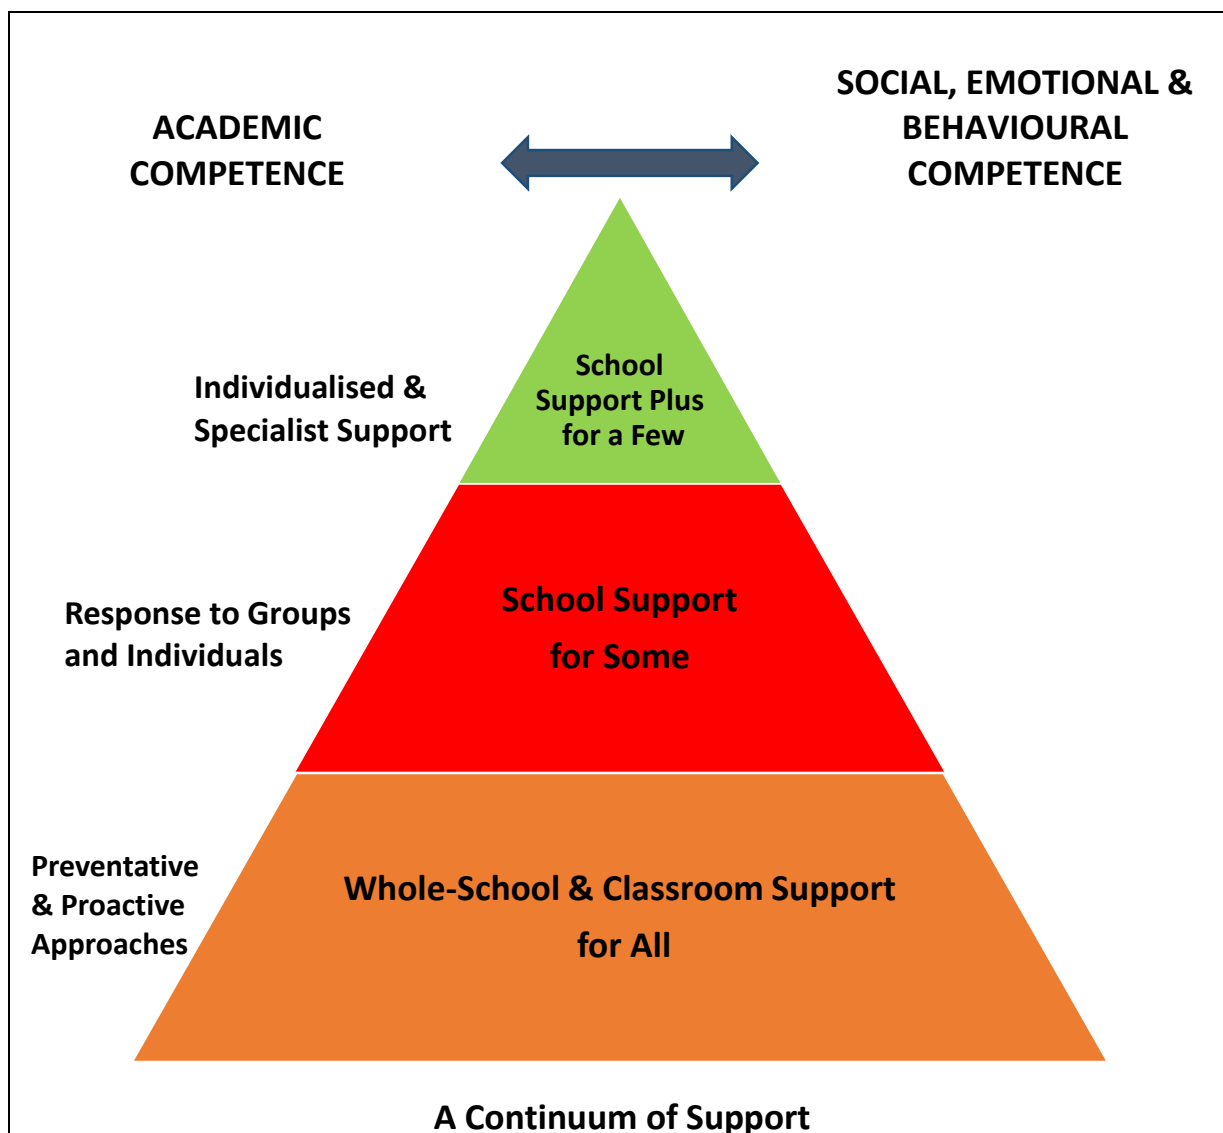 ACADEMIC
COMPETENCE
SOCIAL, EMOTIONAL &
BEHAVIOURAL
COMPETENCE
Individualised &
Specialist Support
School
Support Plus
for a Few
Response to Groups
and Individuals
School Support
for Some
Preventative
& Proactive
Approaches
Whole-School & Classroom Support
for All
A Continuum of Support